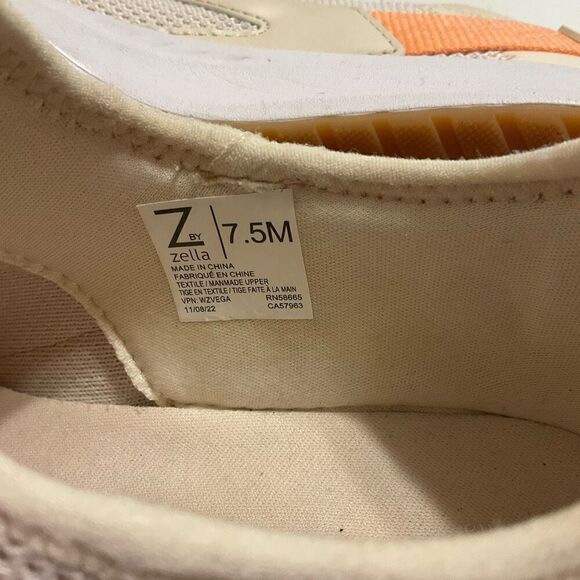 Z BY zella 7.5M
MADE IN CHINA
FABRIQUÉ EN CHINE
TEXTILE / MANMADE UPPER
TIGE EN TEXTILE / TIGE FAITE À LA MAIN
VPN: WZVEGA RN58665
11/08/22 CA57963